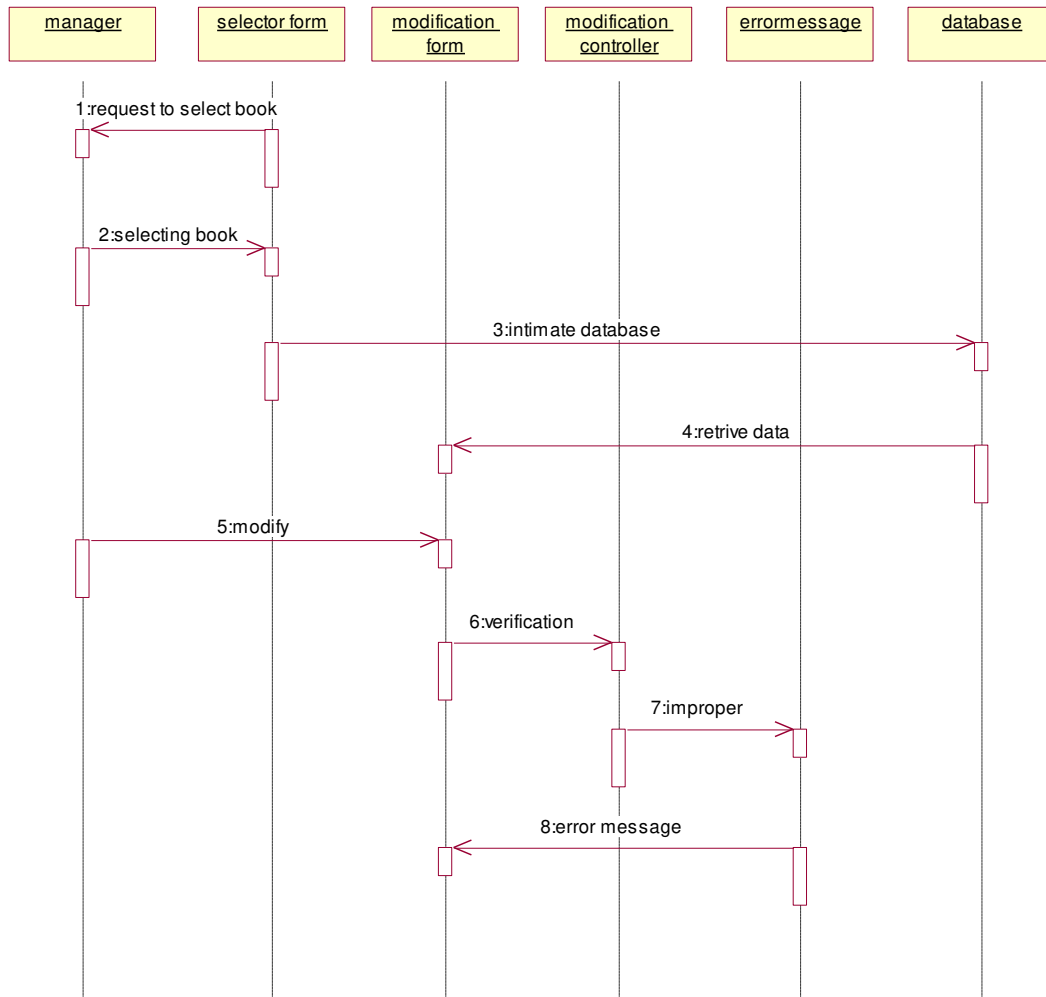 manager
selector form
modification
form
modification
controller
errormessage
database
1:request to select book
2:selecting book
3:intimate database
4:retrive data
5:modify
6:verification
7:improper
8:error message